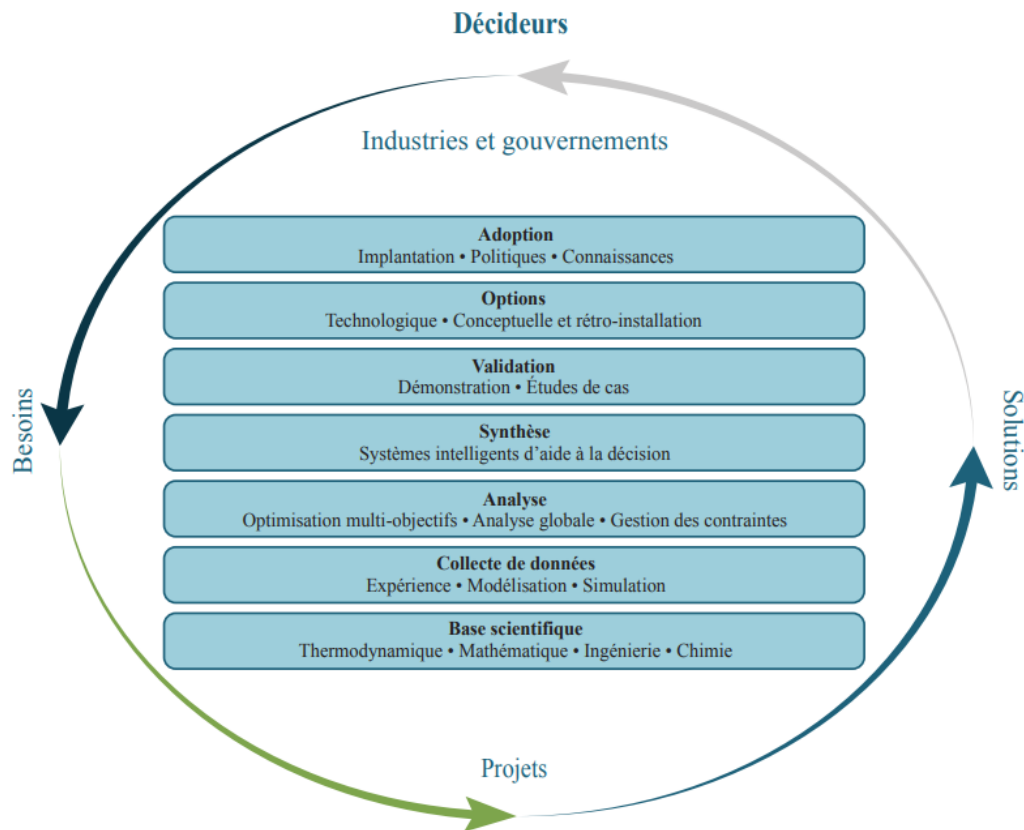 Décideurs
Industries et gouvernements
Adoption
Implantation • Politiques • Connaissances
Options
Technologique • Conceptuelle et rétro-installation
Validation
Démonstration • Études de cas
Besoins
Solutions
Synthèse
Systèmes intelligents d’aide à la décision
Analyse
Optimisation multi-objectifs • Analyse globale • Gestion des contraintes
Collecte de données
Expérience • Modélisation • Simulation
Base scientifique
Thermodynamique • Mathématique • Ingénierie • Chimie
Projets